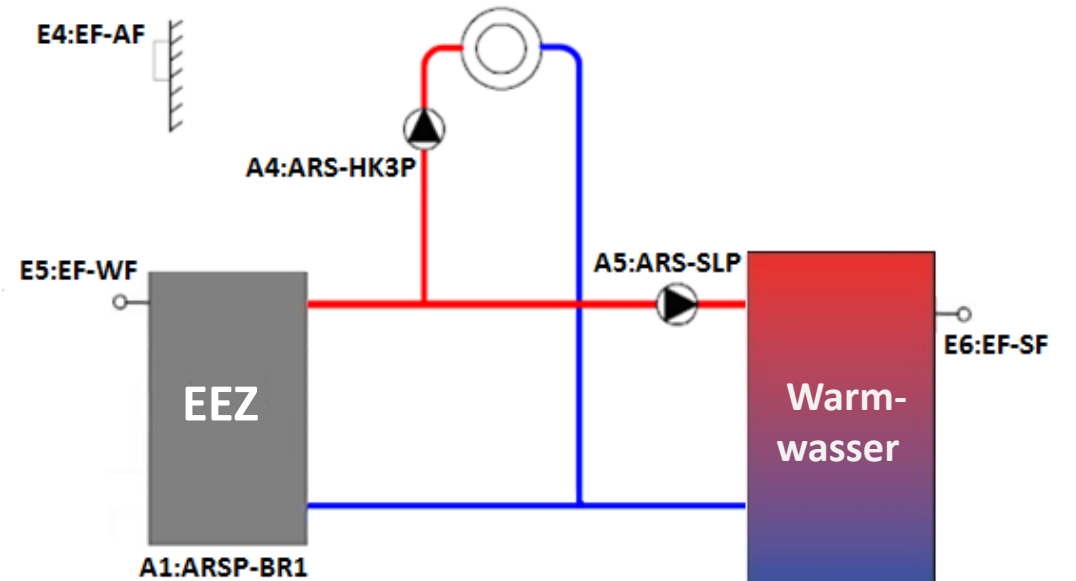 E4:EF-AF
A4:ARS-HK3P
E5:EF-WF
A5:ARS-SLP
E6:EF-SF
EEZ
Warm-
wasser
A1:ARSP-BR1